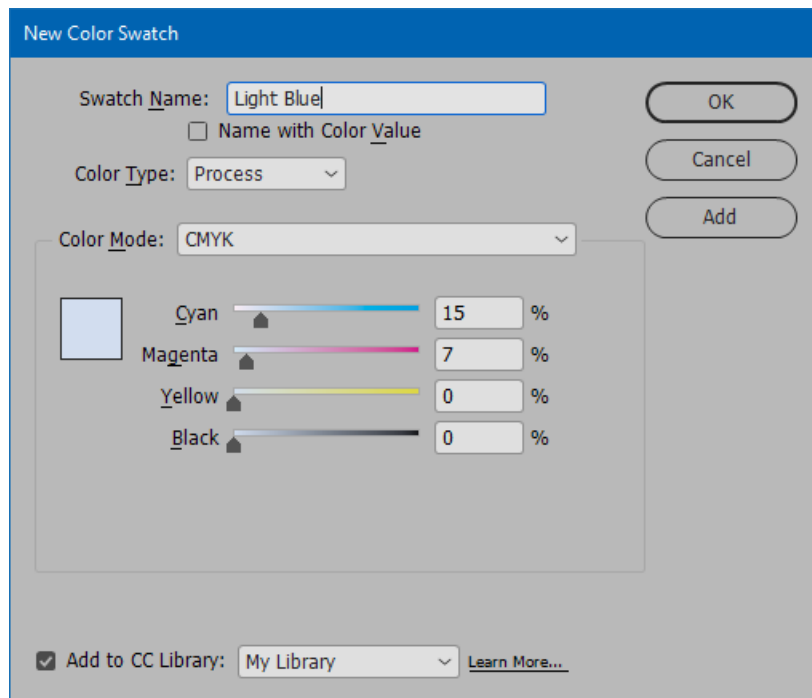 New Color Swatch
Swatch Name: Light Blue
OK
Name with Color Value
Cancel
Color Type: Process
Add
Color Mode: CMYK
Cyan 15 %
Magenta 7 %
Yellow 0 %
Black 0 %
Add to CC Library: My Library Learn More...